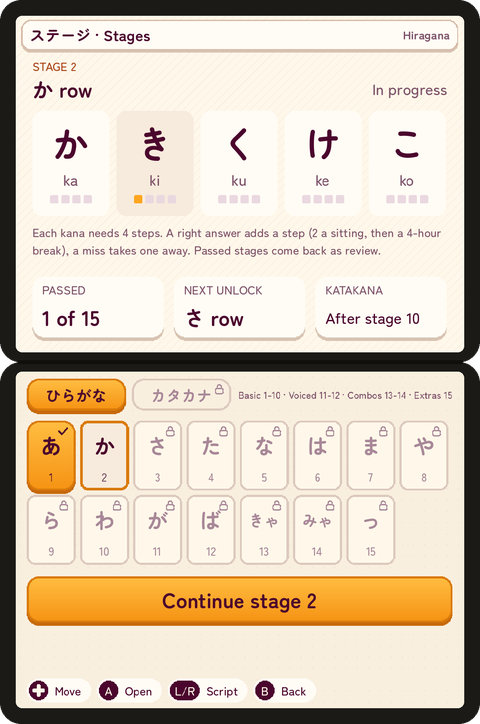 ステージ · Stages
Hiragana
STAGE 2
か row
In progress
か き く け こ
ka ki ku ke ko
Each kana needs 4 steps. A right answer adds a step (2 a sitting, then a 4-hour
break), a miss takes one away. Passed stages come back as review.
PASSED
1 of 15
NEXT UNLOCK
さ row
KATAKANA
After stage 10
ひらがな
カタカナ
Basic 1-10 · Voiced 11-12 · Combos 13-14 · Extras 15
あ か さ た な は ま や
1 2 3 4 5 6 7 8
ら わ が ば きゃ みゃ っ
9 10 11 12 13 14 15
Continue stage 2
Move
A Open
L/R Script
B Back